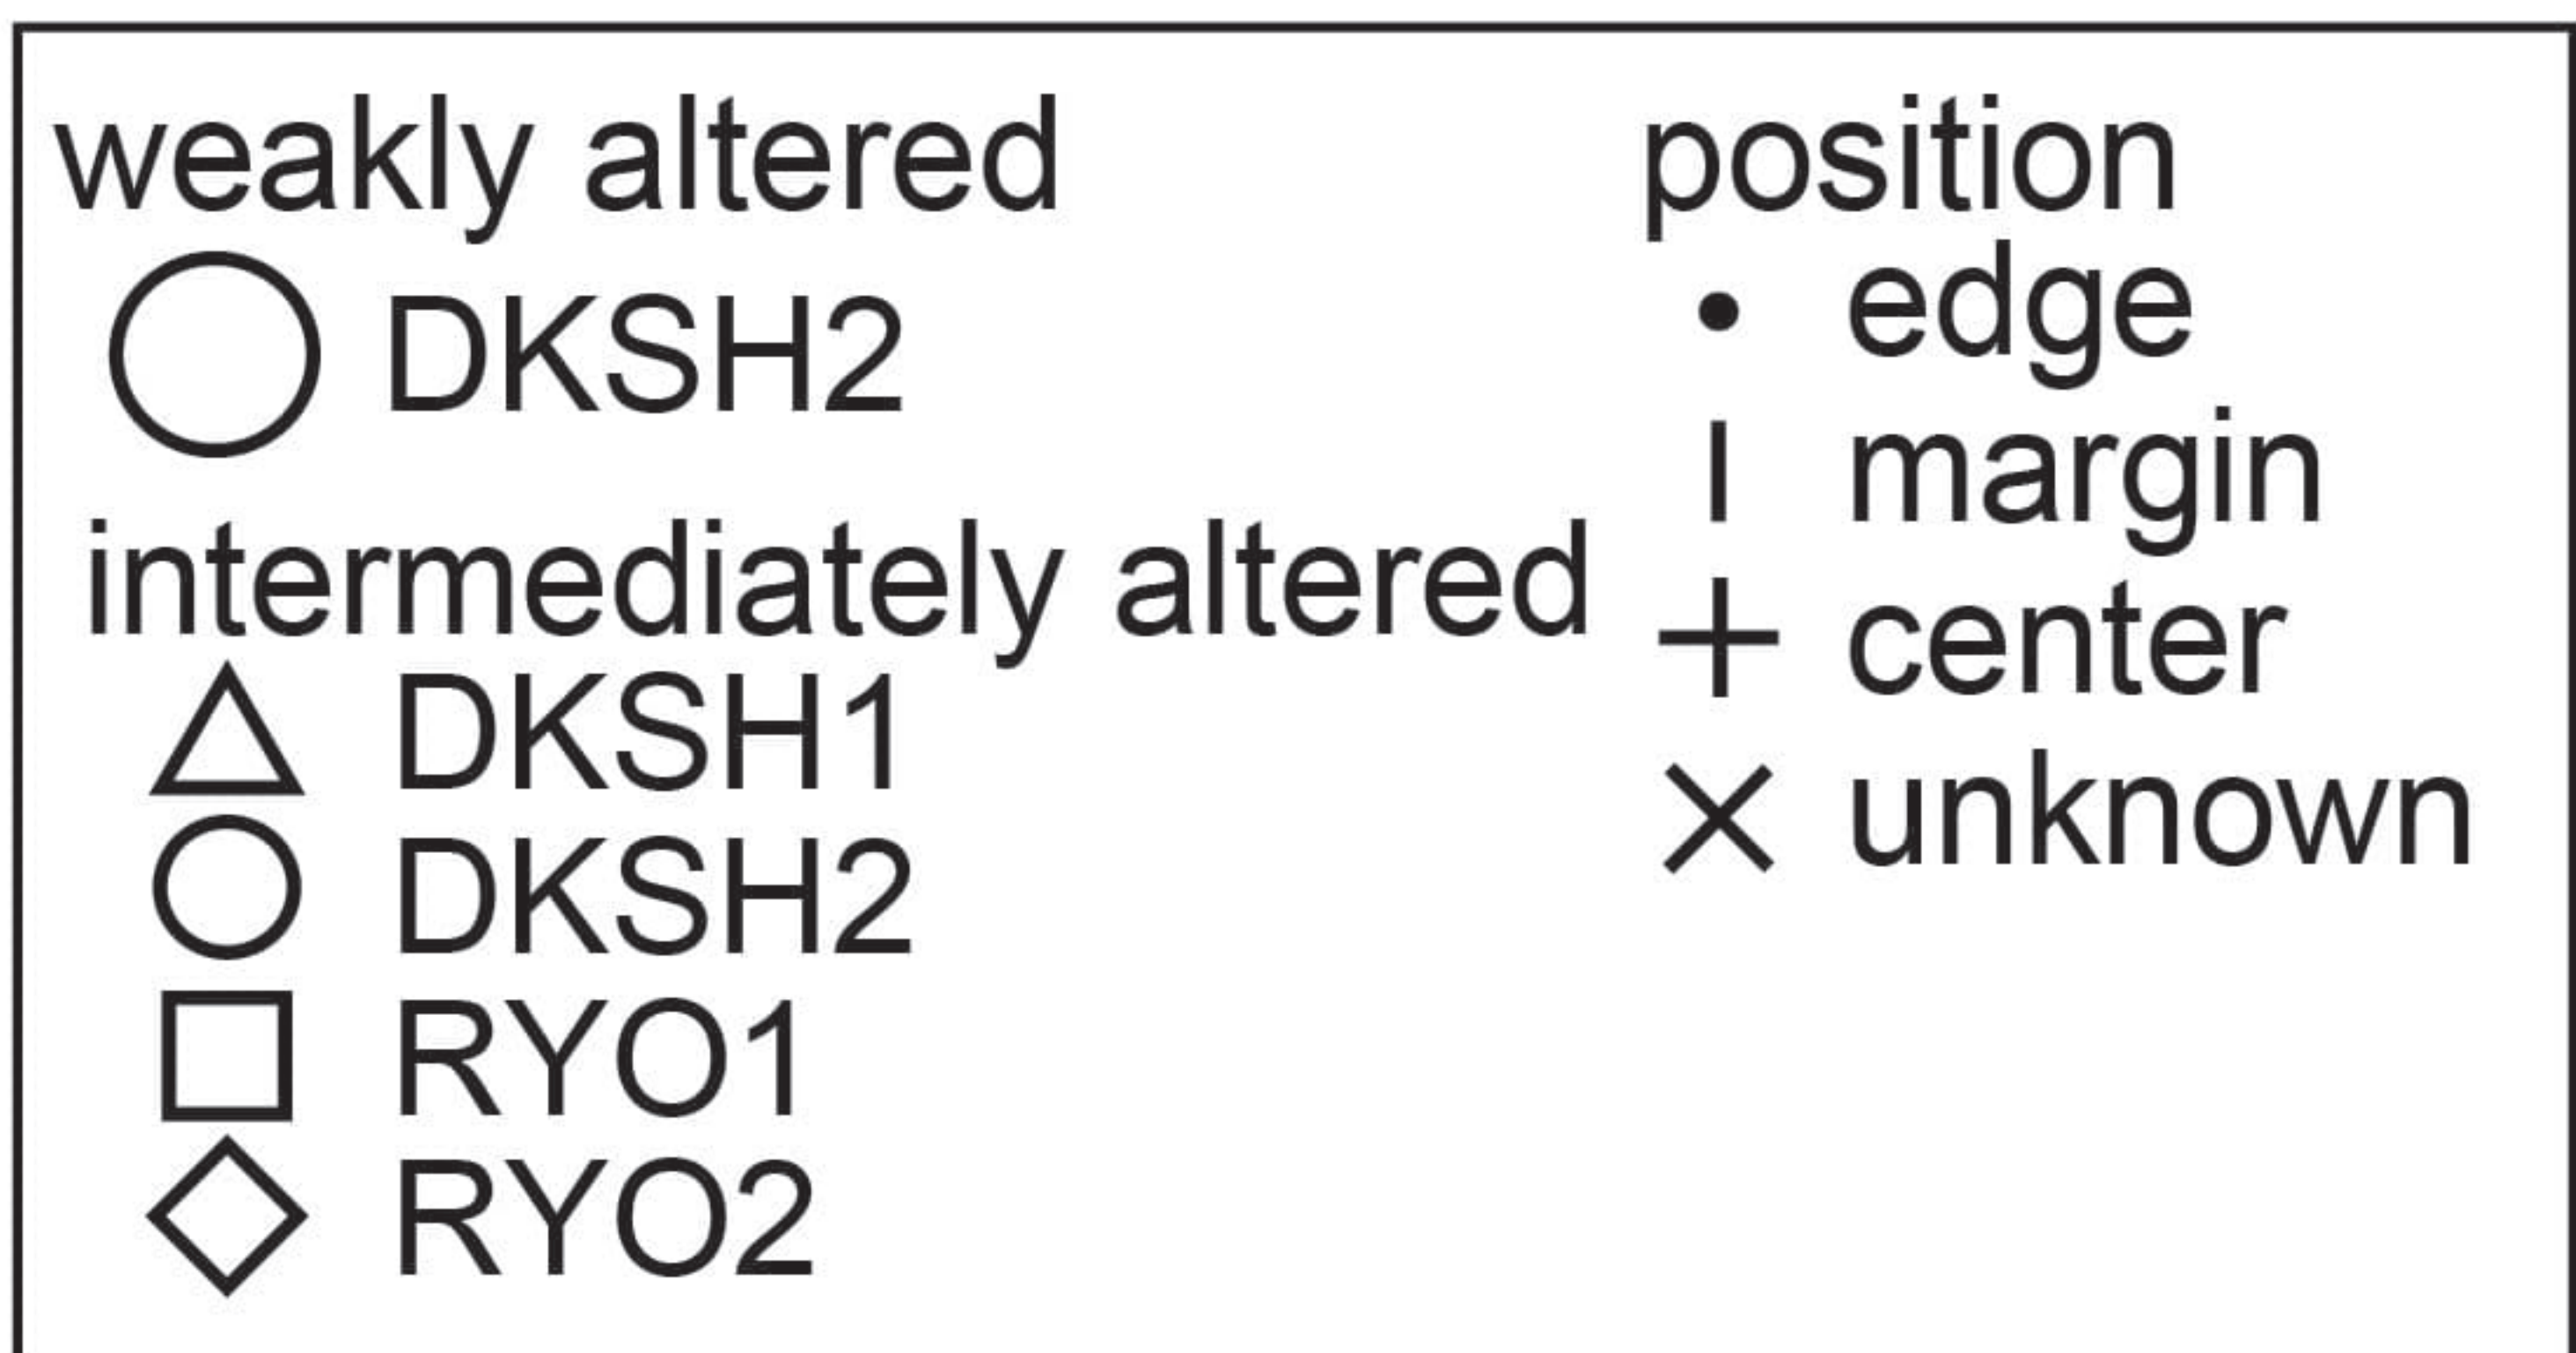 weakly altered
DKSH2
intermediately altered
DKSH1
DKSH2
RYO1
RYO2
position
edge
margin
center
unknown